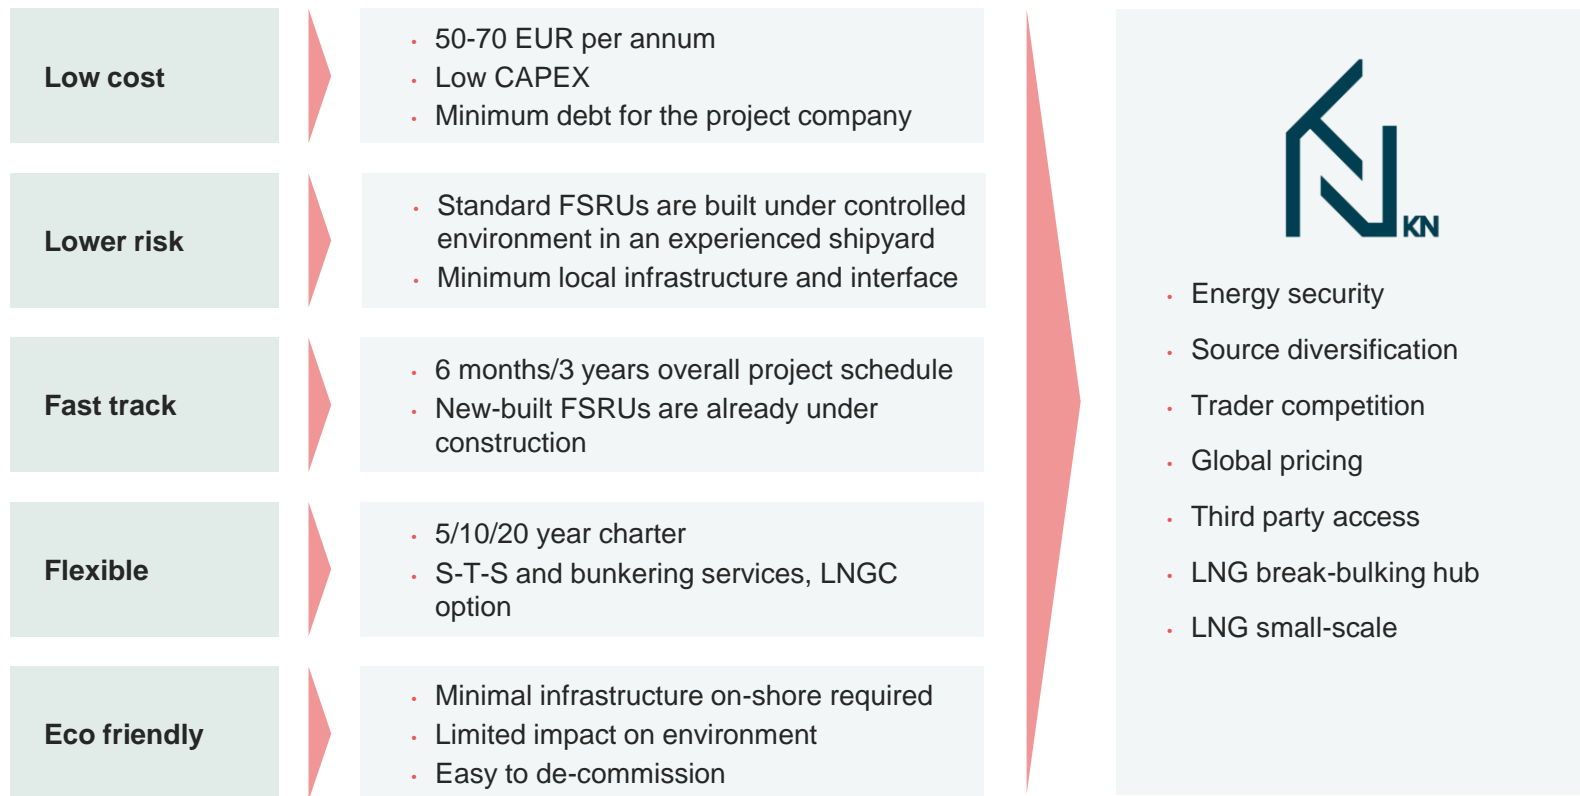 Low cost
• 50-70 EUR per annum
• Low CAPEX
• Minimum debt for the project company
Lower risk
• Standard FSRUs are built under controlled
environment in an experienced shipyard
• Minimum local infrastructure and interface
Fast track
• 6 months/3 years overall project schedule
• New-built FSRUs are already under
construction
Flexible
• 5/10/20 year charter
• S-T-S and bunkering services, LNGC
option
Eco friendly
• Minimal infrastructure on-shore required
• Limited impact on environment
• Easy to de-commission
KN
• Energy security
• Source diversification
• Trader competition
• Global pricing
• Third party access
• LNG break-bulking hub
• LNG small-scale